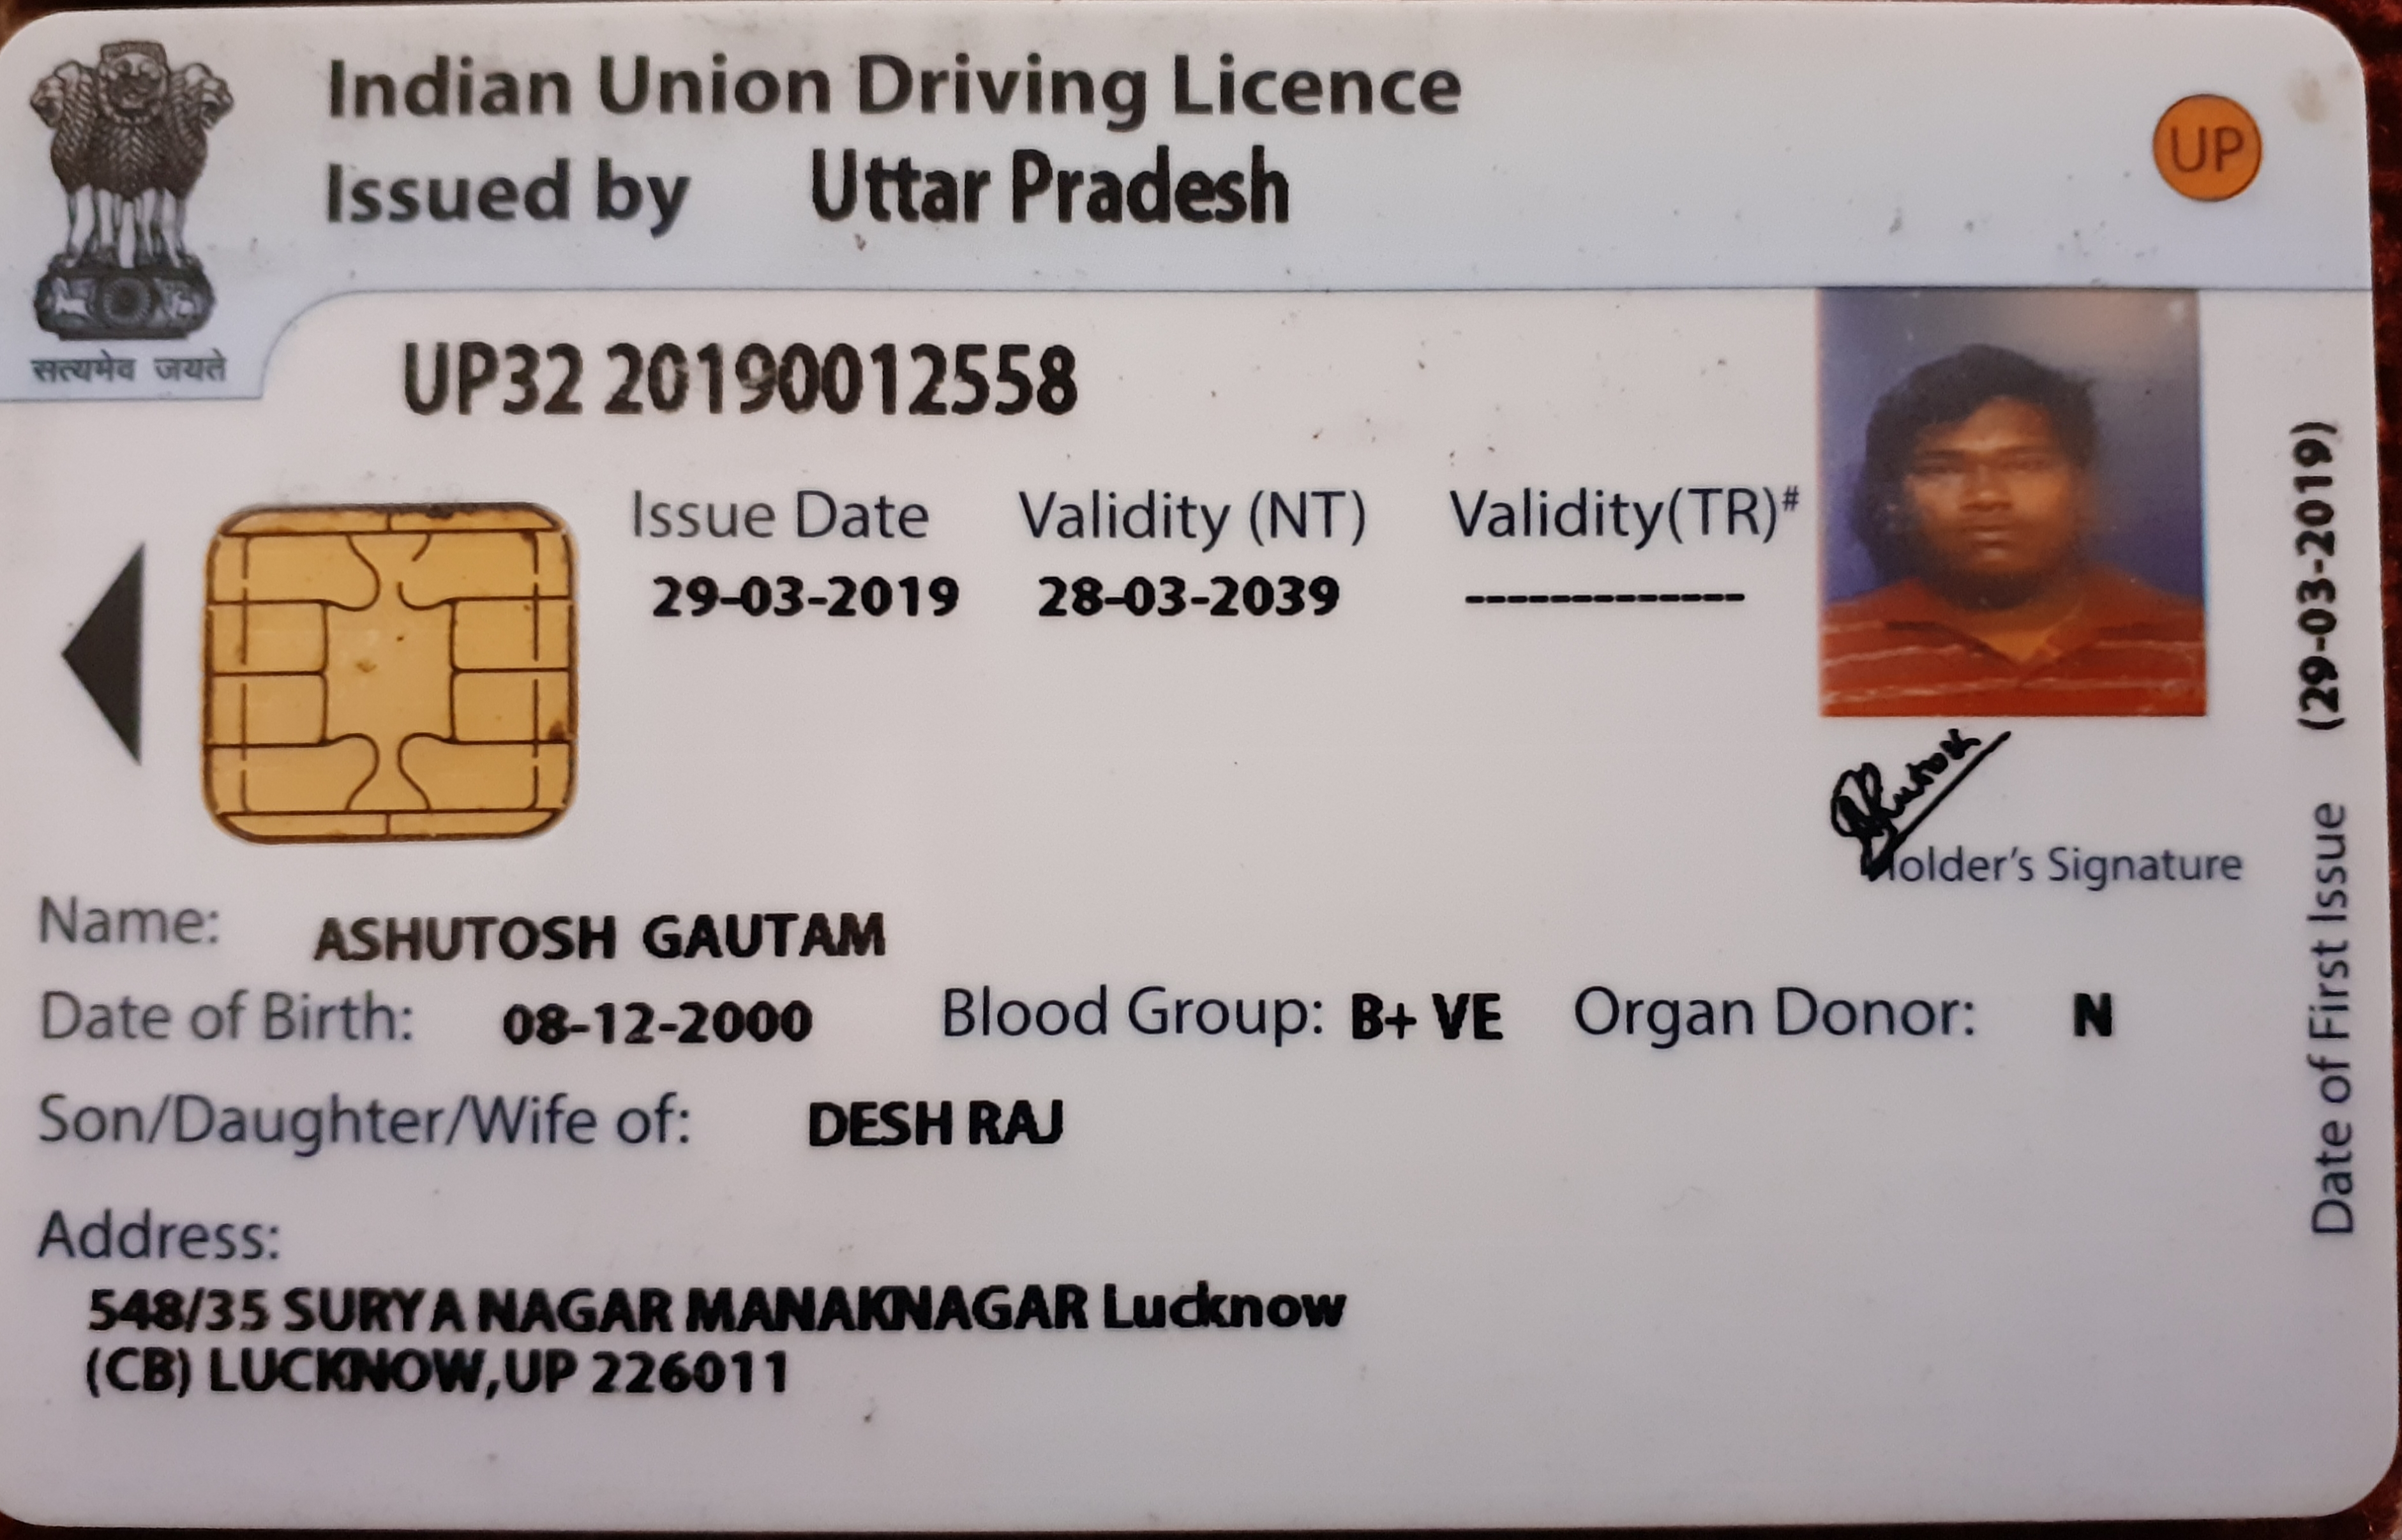 Indian Union Driving Licence
Issued by Uttar Pradesh
UP
सत्यमेव जयते
UP32 20190012558
Issue Date Validity (NT) Validity(TR)#
29-03-2019 28-03-2039 -------------
Ashutosh
Holder's Signature
Date of First Issue (29-03-2019)
Name: ASHUTOSH GAUTAM
Date of Birth: 08-12-2000 Blood Group: B+ VE Organ Donor: N
Son/Daughter/Wife of: DESH RAJ
Address:
548/35 SURYA NAGAR MANAKNAGAR Lucknow
(CB) LUCKNOW,UP 226011